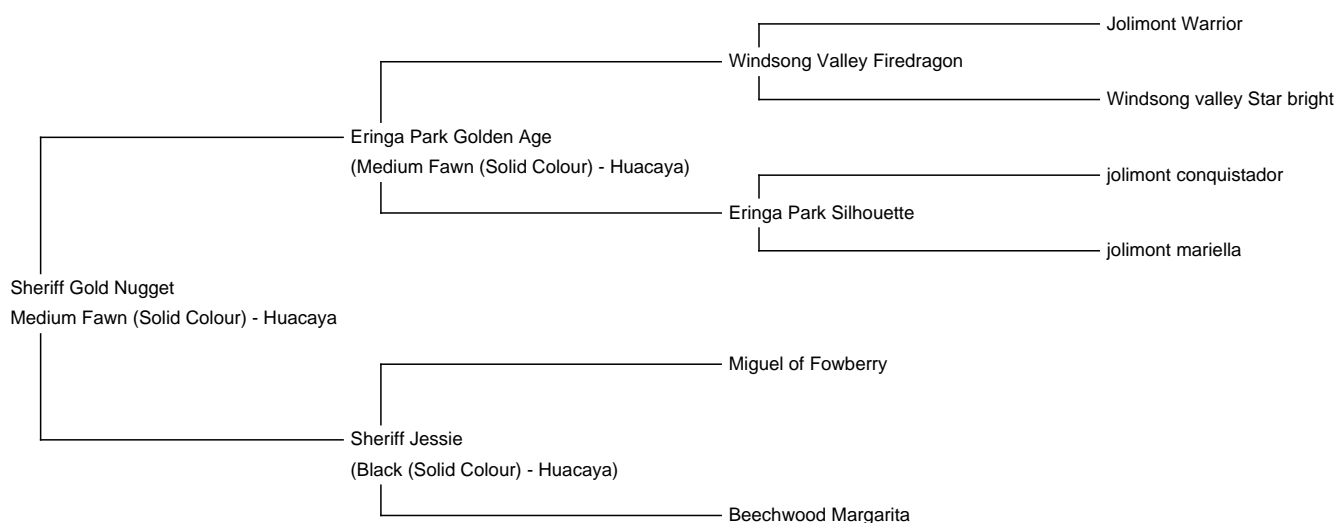 Jolimont Warrior
Windsong Valley Firedragon
Windsong valley Star bright
Eringa Park Golden Age
(Medium Fawn (Solid Colour) - Huacaya)
jolimont conquistador
Eringa Park Silhouette
jolimont mariella
Sheriff Gold Nugget
Medium Fawn (Solid Colour) - Huacaya
Miguel of Fowberry
Sheriff Jessie
(Black (Solid Colour) - Huacaya)
Beechwood Margarita